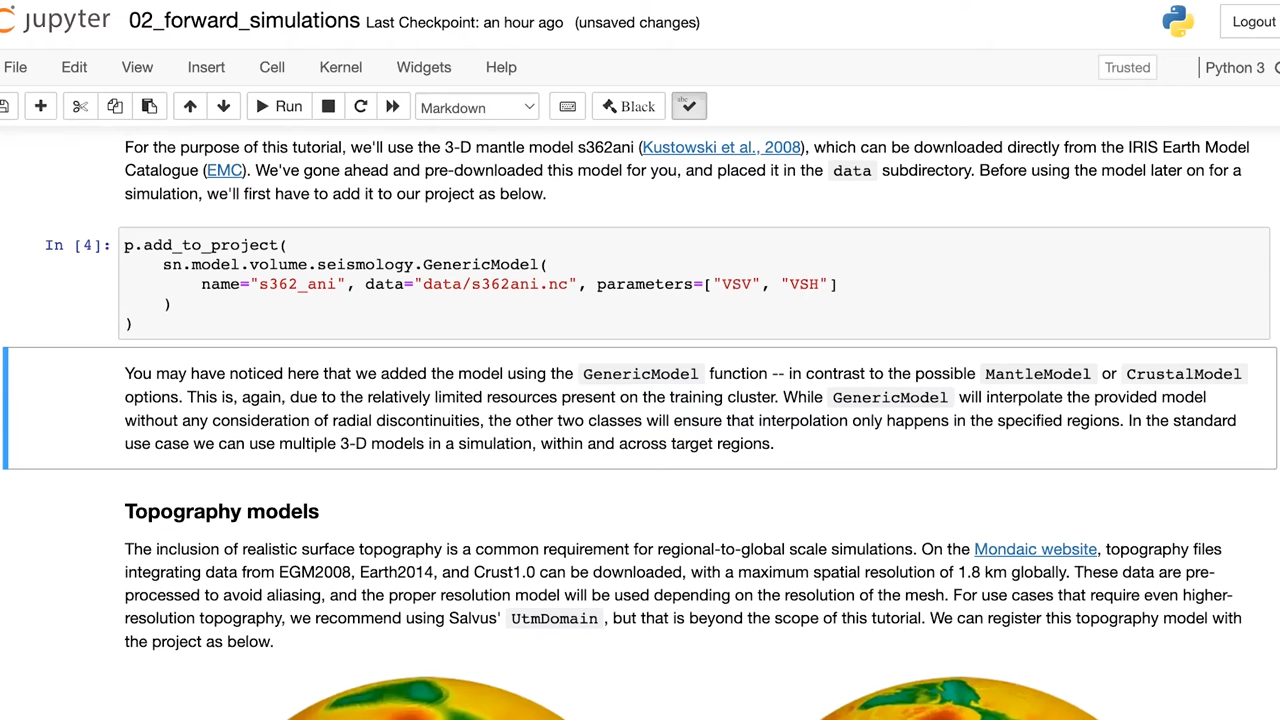 jupyter 02_forward_simulations Last Checkpoint: an hour ago (unsaved changes) Logout
File Edit View Insert Cell Kernel Widgets Help Trusted Python 3
Run Markdown Black
abc
For the purpose of this tutorial, we'll use the 3-D mantle model s362ani (Kustowski et al., 2008), which can be downloaded directly from the IRIS Earth Model
Catalogue (EMC). We've gone ahead and pre-downloaded this model for you, and placed it in the data subdirectory. Before using the model later on for a
simulation, we'll first have to add it to our project as below.
In [4]: p.add_to_project(
sn.model.volume.seismology.GenericModel(
name="s362_ani", data="data/s362ani.nc", parameters=["VSV", "VSH"]
)
)
You may have noticed here that we added the model using the GenericModel function -- in contrast to the possible MantleModel or CrustalModel
options. This is, again, due to the relatively limited resources present on the training cluster. While GenericModel will interpolate the provided model
without any consideration of radial discontinuities, the other two classes will ensure that interpolation only happens in the specified regions. In the standard
use case we can use multiple 3-D models in a simulation, within and across target regions.
Topography models
The inclusion of realistic surface topography is a common requirement for regional-to-global scale simulations. On the Mondaic website, topography files
integrating data from EGM2008, Earth2014, and Crust1.0 can be downloaded, with a maximum spatial resolution of 1.8 km globally. These data are pre-
processed to avoid aliasing, and the proper resolution model will be used depending on the resolution of the mesh. For use cases that require even higher-
resolution topography, we recommend using Salvus' UtmDomain, but that is beyond the scope of this tutorial. We can register this topography model with
the project as below.